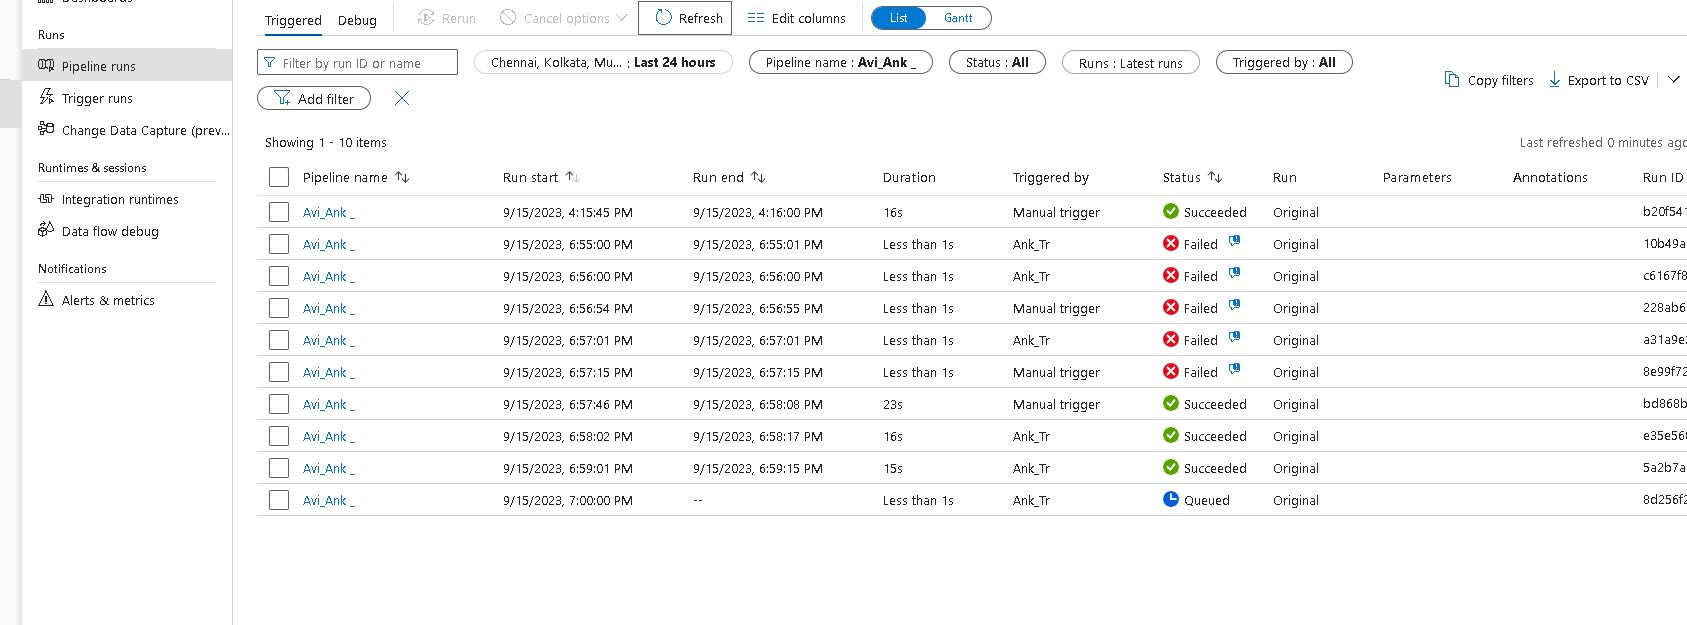 Dashboards
Runs
Pipeline runs
Trigger runs
Change Data Capture (prev...
Runtimes & sessions
Integration runtimes
Data flow debug
Notifications
Alerts & metrics
Triggered Debug Rerun Cancel options Refresh Edit columns List Gantt
Filter by run ID or name Chennai, Kolkata, Mu... : Last 24 hours Pipeline name : Avi_Ank _ Status : All Runs : Latest runs Triggered by : All
Add filter
Copy filters Export to CSV
Showing 1 - 10 items
Last refreshed 0 minutes ago
Pipeline name Run start Run end Duration Triggered by Status Run Parameters Annotations Run ID
Avi_Ank _ 9/15/2023, 4:15:45 PM 9/15/2023, 4:16:00 PM 16s Manual trigger Succeeded Original b20f541
Avi_Ank _ 9/15/2023, 6:55:00 PM 9/15/2023, 6:55:01 PM Less than 1s Ank_Tr Failed Original 10b49a
Avi_Ank _ 9/15/2023, 6:56:00 PM 9/15/2023, 6:56:00 PM Less than 1s Ank_Tr Failed Original c6167f8
Avi_Ank _ 9/15/2023, 6:56:54 PM 9/15/2023, 6:56:55 PM Less than 1s Manual trigger Failed Original 228ab6
Avi_Ank _ 9/15/2023, 6:57:01 PM 9/15/2023, 6:57:01 PM Less than 1s Ank_Tr Failed Original a31a9e
Avi_Ank _ 9/15/2023, 6:57:15 PM 9/15/2023, 6:57:15 PM Less than 1s Manual trigger Failed Original 8e99f72
Avi_Ank _ 9/15/2023, 6:57:46 PM 9/15/2023, 6:58:08 PM 23s Manual trigger Succeeded Original bd868b
Avi_Ank _ 9/15/2023, 6:58:02 PM 9/15/2023, 6:58:17 PM 16s Ank_Tr Succeeded Original e35e568
Avi_Ank _ 9/15/2023, 6:59:01 PM 9/15/2023, 6:59:15 PM 15s Ank_Tr Succeeded Original 5a2b7a
Avi_Ank _ 9/15/2023, 7:00:00 PM -- Less than 1s Ank_Tr Queued Original 8d256f2